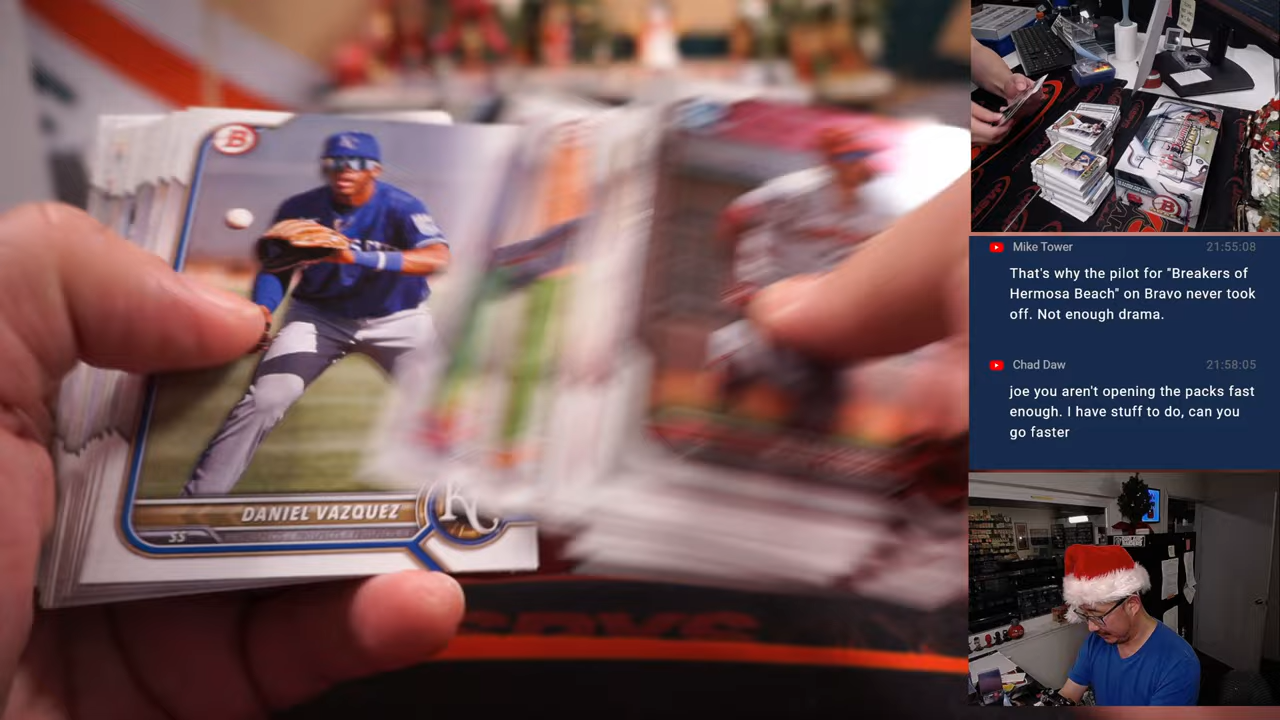 B
DANIEL VAZQUEZ
SS
KC
Mike Tower
21:55:08
That's why the pilot for "Breakers of
Hermosa Beach" on Bravo never took
off. Not enough drama.
Chad Daw
21:58:05
joe you aren't opening the packs fast
enough. I have stuff to do, can you
go faster